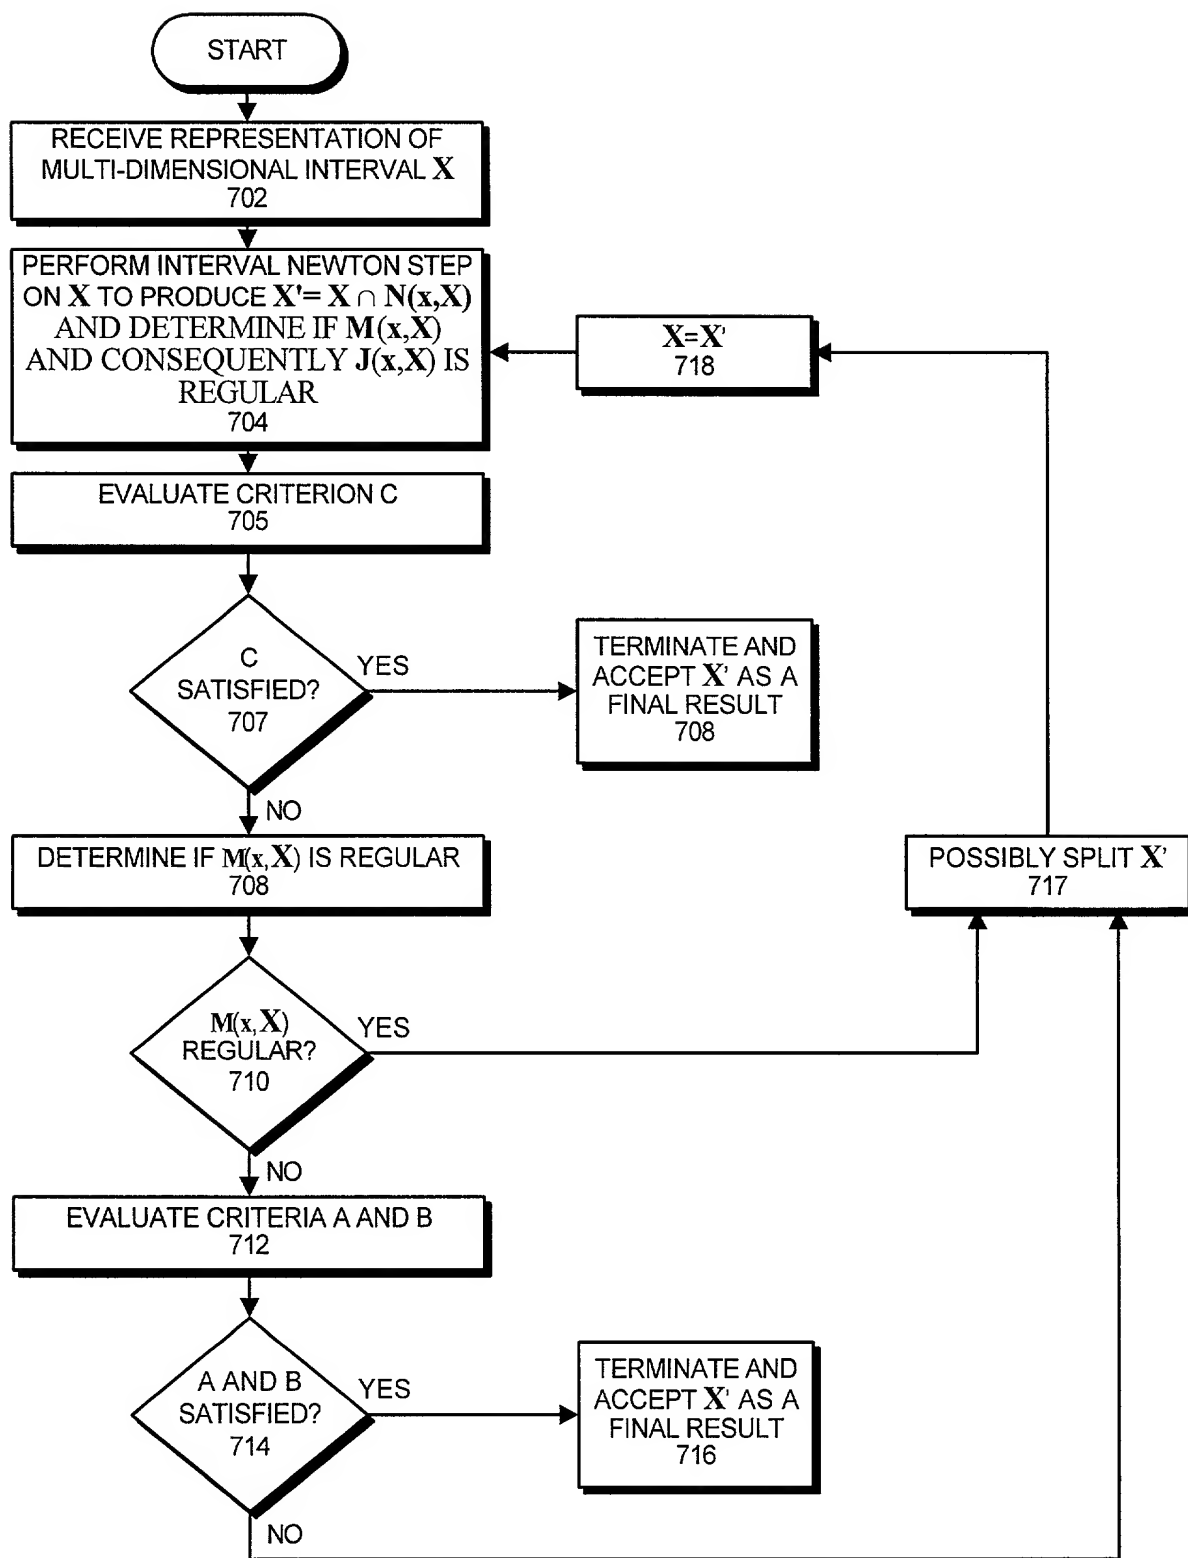 START
RECEIVE REPRESENTATION OF
MULTI-DIMENSIONAL INTERVAL X
702
PERFORM INTERVAL NEWTON STEP
ON X TO PRODUCE X'= X ∩ N(x,X)
AND DETERMINE IF M(x,X)
AND CONSEQUENTLY J(x,X) IS
REGULAR
704
X=X'
718
EVALUATE CRITERION C
705
C
SATISFIED?
707
YES
TERMINATE AND
ACCEPT X' AS A
FINAL RESULT
708
NO
DETERMINE IF M(x,X) IS REGULAR
708
POSSIBLY SPLIT X'
717
M(x,X)
REGULAR?
710
YES
NO
EVALUATE CRITERIA A AND B
712
A AND B
SATISFIED?
714
YES
TERMINATE AND
ACCEPT X' AS A
FINAL RESULT
716
NO